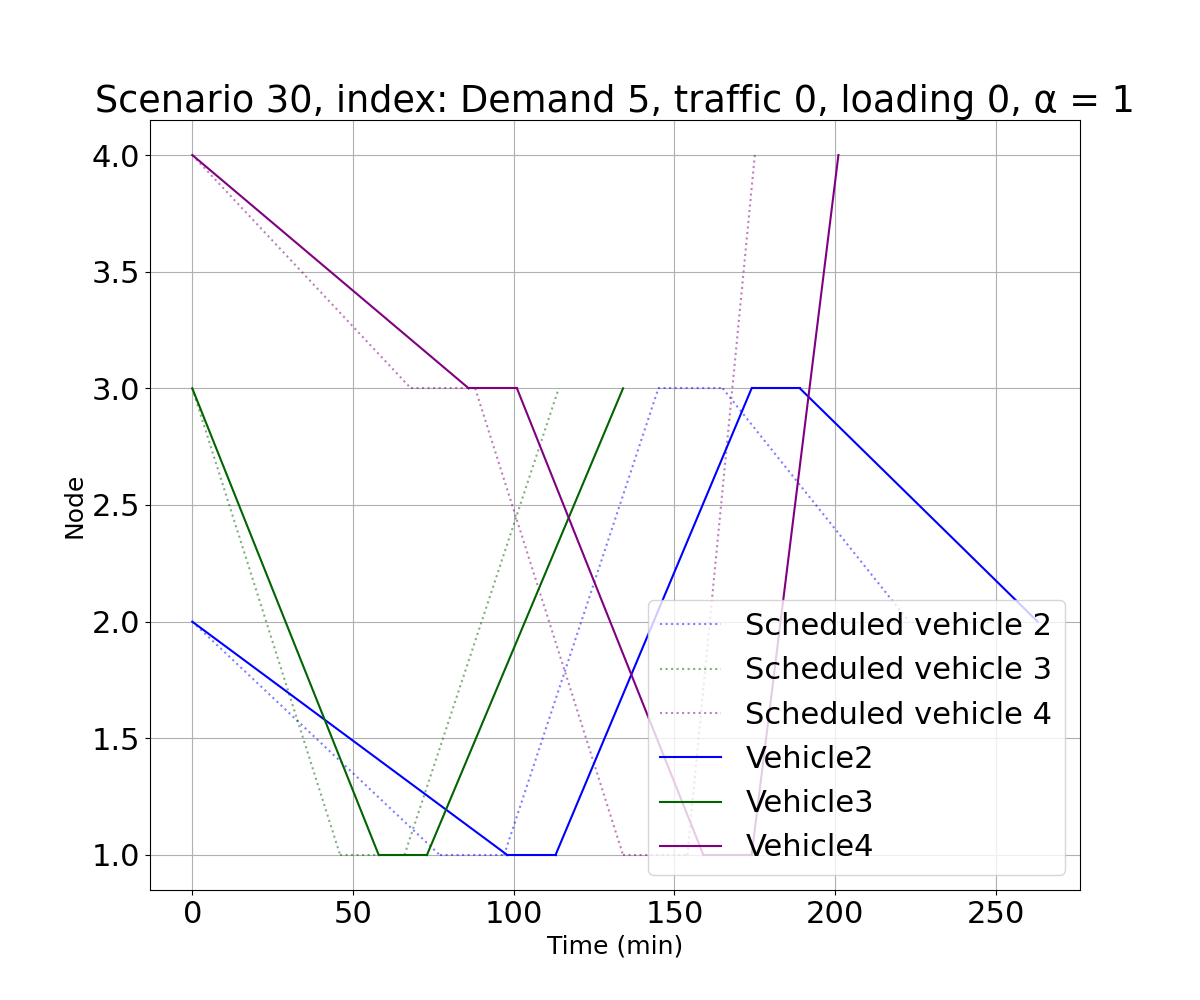 Scenario 30, index: Demand 5, traffic 0, loading 0, α = 1
4.0
3.5
3.0
2.5
2.0
1.5
1.0
Node
Scheduled vehicle 2
Scheduled vehicle 3
Scheduled vehicle 4
Vehicle2
Vehicle3
Vehicle4
0 50 100 150 200 250
Time (min)